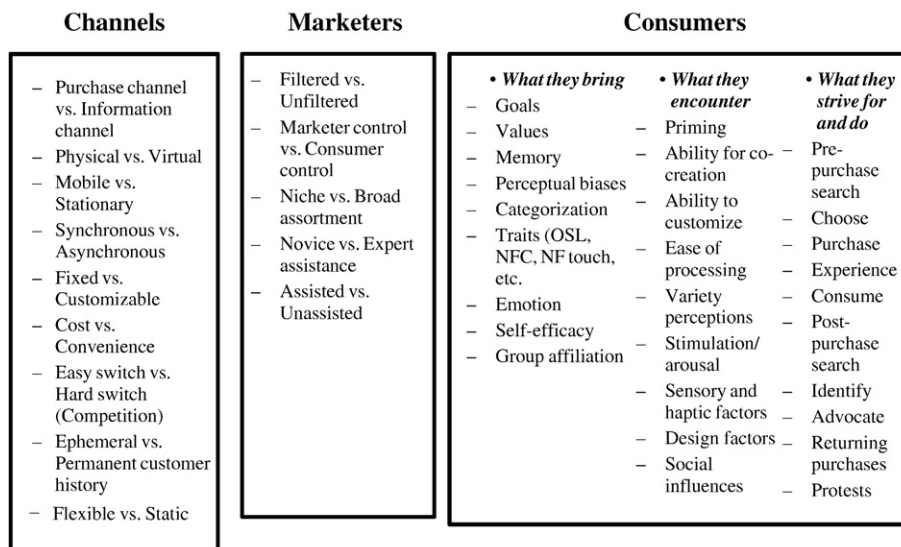 Channels
– Purchase channel
vs. Information
channel
– Physical vs. Virtual
– Mobile vs.
Stationary
– Synchronous vs.
Asynchronous
– Fixed vs.
Customizable
– Cost vs.
Convenience
– Easy switch vs.
Hard switch
(Competition)
– Ephemeral vs.
Permanent customer
history
– Flexible vs. Static
Marketers
– Filtered vs.
Unfiltered
– Marketer control
vs. Consumer
control
– Niche vs. Broad
assortment
– Novice vs. Expert
assistance
– Assisted vs.
Unassisted
Consumers
• What they bring
– Goals
– Values
– Memory
– Perceptual biases
– Categorization
– Traits (OSL,
NFC, NF touch,
etc.
– Emotion
– Self-efficacy
– Group affiliation
• What they
encounter
– Priming
– Ability for co-
creation
– Ability to
customize
– Ease of
processing
– Variety
perceptions
– Stimulation/
arousal
– Sensory and
haptic factors
– Design factors
– Social
influences
• What they
strive for
and do
– Pre-
purchase
search
– Choose
– Purchase
– Experience
– Consume
– Post-
purchase
search
– Identify
– Advocate
– Returning
purchases
– Protests